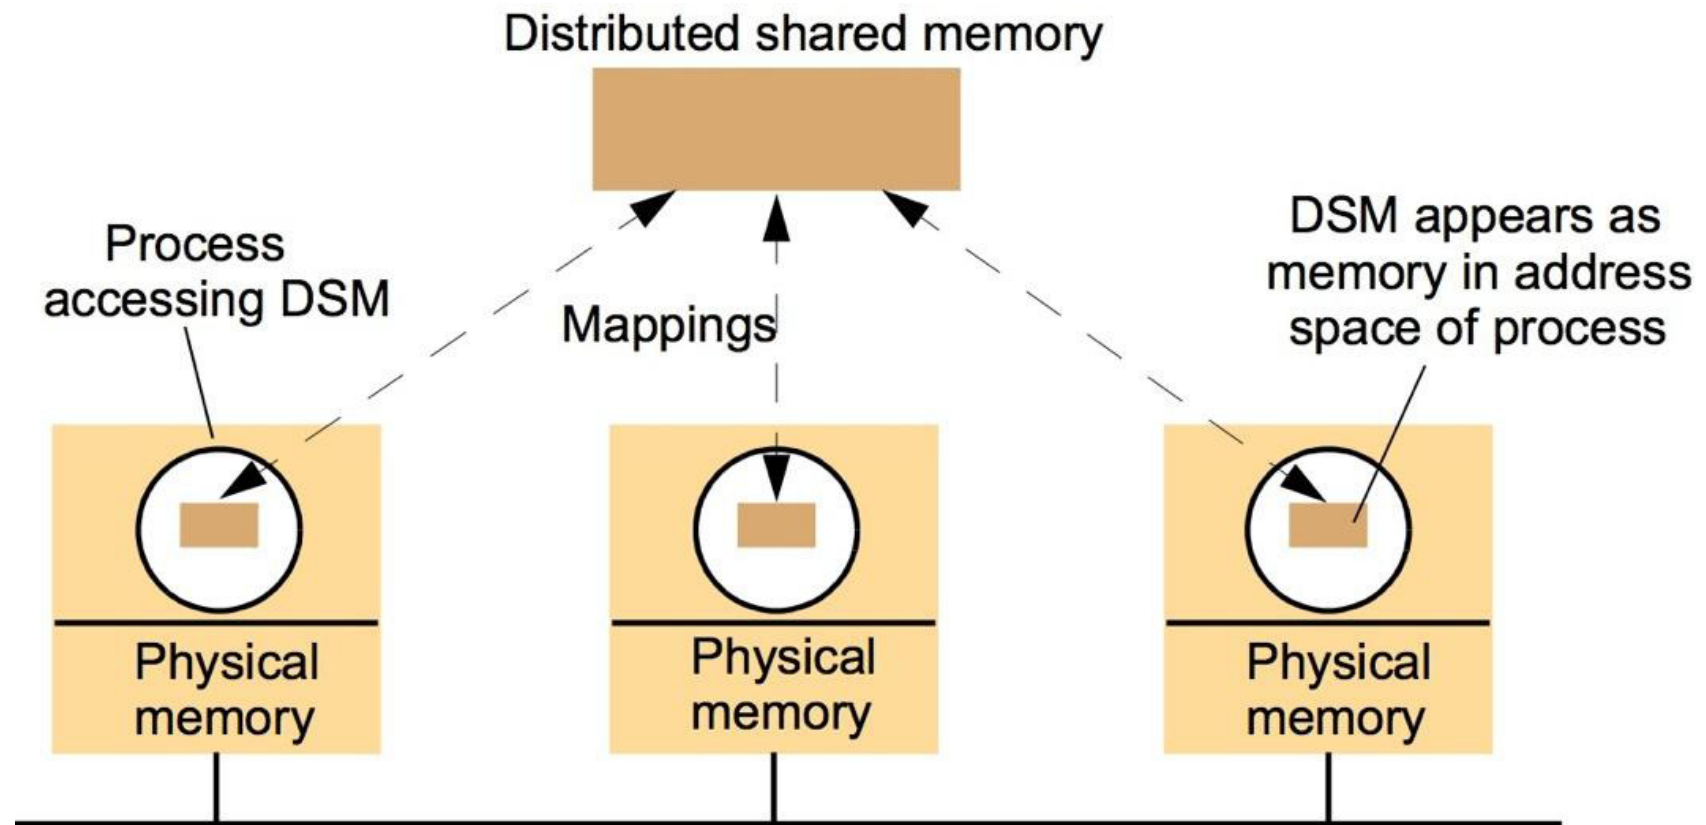 Distributed shared memory
Process
accessing DSM
Mappings
DSM appears as
memory in address
space of process
Physical
memory
Physical
memory
Physical
memory